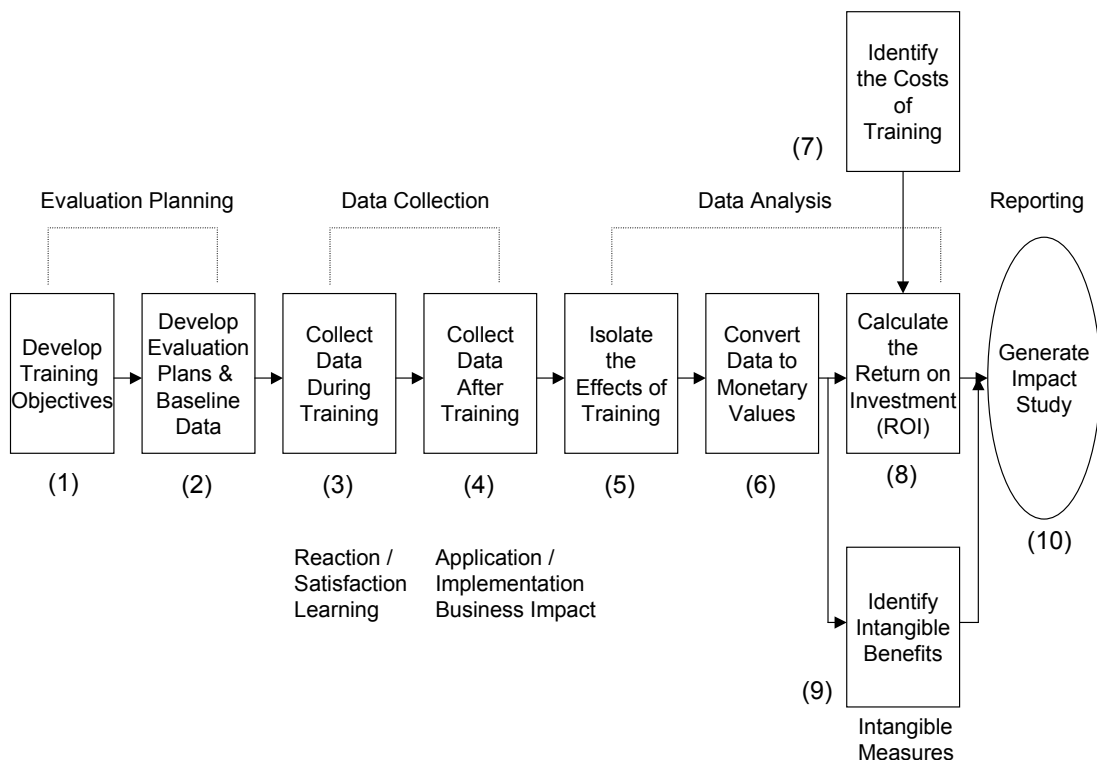 Identify
the Costs
of
Training
(7)
Evaluation Planning
Data Collection
Data Analysis
Reporting
Develop
Training
Objectives
(1)
Develop
Evaluation
Plans &
Baseline
Data
(2)
Collect
Data
During
Training
(3)
Collect
Data
After
Training
(4)
Isolate
the
Effects of
Training
(5)
Convert
Data to
Monetary
Values
(6)
Calculate
the
Return on
Investment
(ROI)
(8)
Generate
Impact
Study
(10)
Reaction /
Satisfaction
Learning
Application /
Implementation
Business Impact
Identify
Intangible
Benefits
(9)
Intangible
Measures